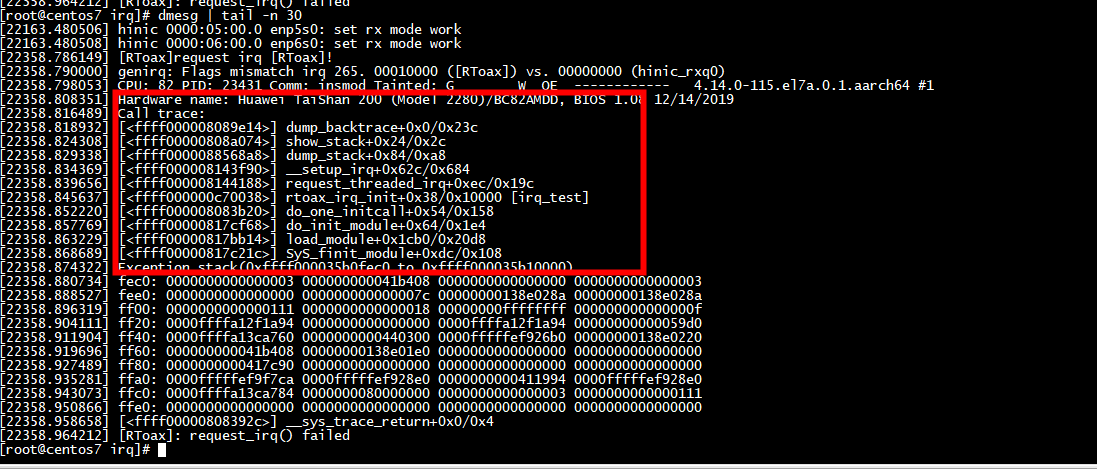 [22358.964212] [RToax]: request_irq() failed
[root@centos7 irq]# dmesg | tail -n 30
[22163.480506] hinic 0000:05:00.0 enp5s0: set rx mode work
[22163.480508] hinic 0000:06:00.0 enp6s0: set rx mode work
[22358.786149] [RToax]request irq [RToax]!
[22358.790000] genirq: Flags mismatch irq 265. 00010000 ([RToax]) vs. 00000000 (hinic_rxq0)
[22358.798053] CPU: 82 PID: 23431 Comm: insmod Tainted: G        W  OE  ------------   4.14.0-115.el7a.0.1.aarch64 #1
[22358.808351] Hardware name: Huawei TaiShan 200 (Model 2280)/BC82AMDD, BIOS 1.08 12/14/2019
[22358.816489] Call trace:
[22358.818932] [<ffff000008089e14>] dump_backtrace+0x0/0x23c
[22358.824308] [<ffff00000808a074>] show_stack+0x24/0x2c
[22358.829338] [<ffff0000088568a8>] dump_stack+0x84/0xa8
[22358.834369] [<ffff000008143f90>] __setup_irq+0x62c/0x684
[22358.839656] [<ffff000008144188>] request_threaded_irq+0xec/0x19c
[22358.845637] [<ffff000000c70038>] rtoax_irq_init+0x38/0x10000 [irq_test]
[22358.852220] [<ffff000008083b20>] do_one_initcall+0x54/0x158
[22358.857769] [<ffff00000817cf68>] do_init_module+0x64/0x1e4
[22358.863229] [<ffff00000817bb14>] load_module+0x1cb0/0x20d8
[22358.868689] [<ffff00000817c21c>] SyS_finit_module+0xdc/0x108
[22358.874322] Exception stack(0xffff000035b0fec0 to 0xffff000035b10000)
[22358.880734] fec0: 0000000000000003 000000000041b408 0000000000000000 0000000000000003
[22358.888527] fee0: 0000000000000000 000000000000007c 00000000138e028a 00000000138e028a
[22358.896319] ff00: 0000000000000111 0000000000000018 00000000ffffffff 000000000000000f
[22358.904111] ff20: 0000ffffa12f1a94 0000000000000000 0000ffffa12f1a94 00000000000059d0
[22358.911904] ff40: 0000ffffa13ca760 0000000000440300 0000ffffef926b0 00000000138e0220
[22358.919696] ff60: 000000000041b408 00000000138e01e0 0000000000000000 0000000000000000
[22358.927489] ff80: 0000000000417c90 0000000000000000 0000000000000000 0000000000000000
[22358.935281] ffa0: 0000fffffef9f7ca 0000fffffef928e0 0000000000411994 0000fffffef928e0
[22358.943073] ffc0: 0000ffffa13ca784 0000000080000000 0000000000000003 0000000000000111
[22358.950866] ffe0: 0000000000000000 0000000000000000 0000000000000000 0000000000000000
[22358.958658] [<ffff00000808392c>] __sys_trace_return+0x0/0x4
[22358.964212] [RToax]: request_irq() failed
[root@centos7 irq]#